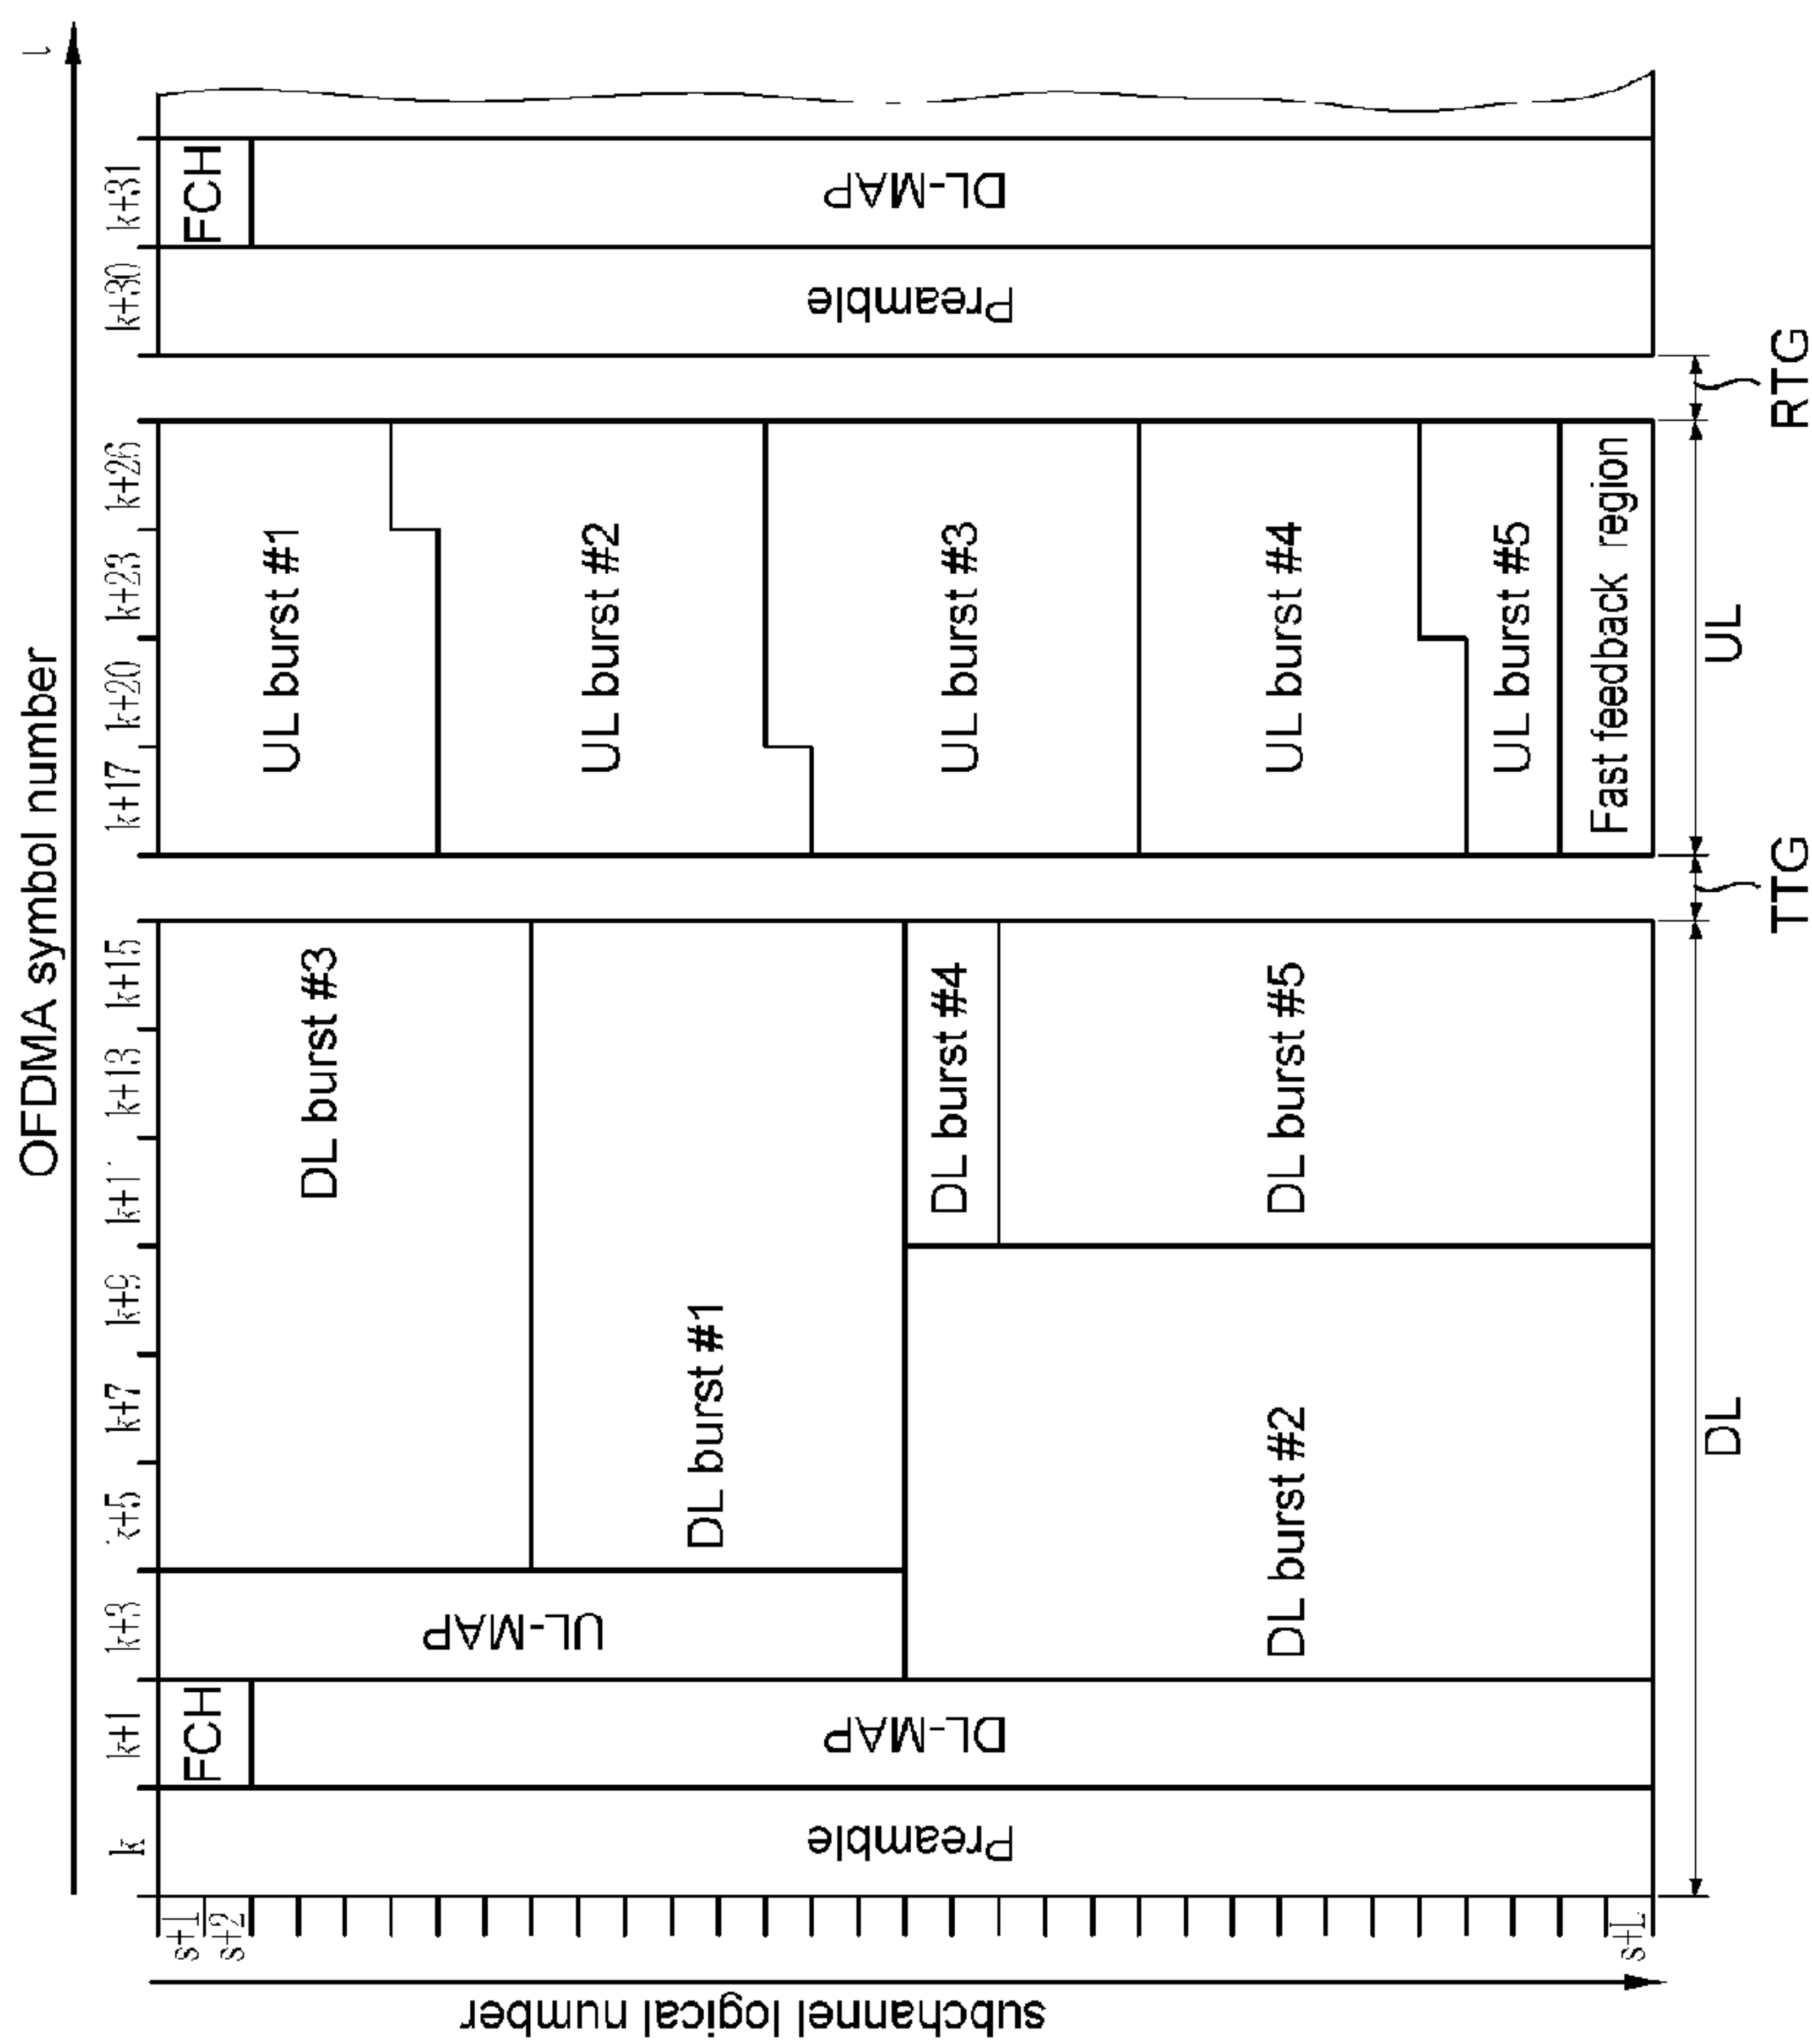 OFDMA symbol number
k
k+1
k+3
k+5
k+7
k+9
k+13
k+15
k+17
k+20
k+23
k+26
k+30
k+31
subchannel logical number
s+1
s+2
s+L
Preamble
FCH
DL-MAP
UL-MAP
DL burst #3
DL burst #1
DL burst #2
DL burst #4
DL burst #5
UL burst #1
UL burst #2
UL burst #3
UL burst #4
UL burst #5
Fast feedback region
Preamble
FCH
DL-MAP
DL
TTG
UL
RTG